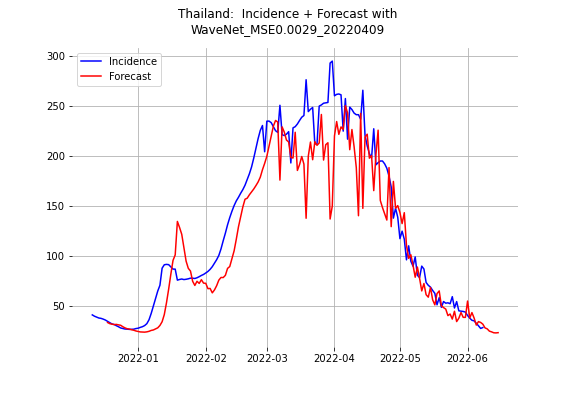 Thailand:  Incidence + Forecast with
WaveNet_MSE0.0029_20220409
Incidence
Forecast
300
250
200
150
100
50
2022-01 2022-02 2022-03 2022-04 2022-05 2022-06